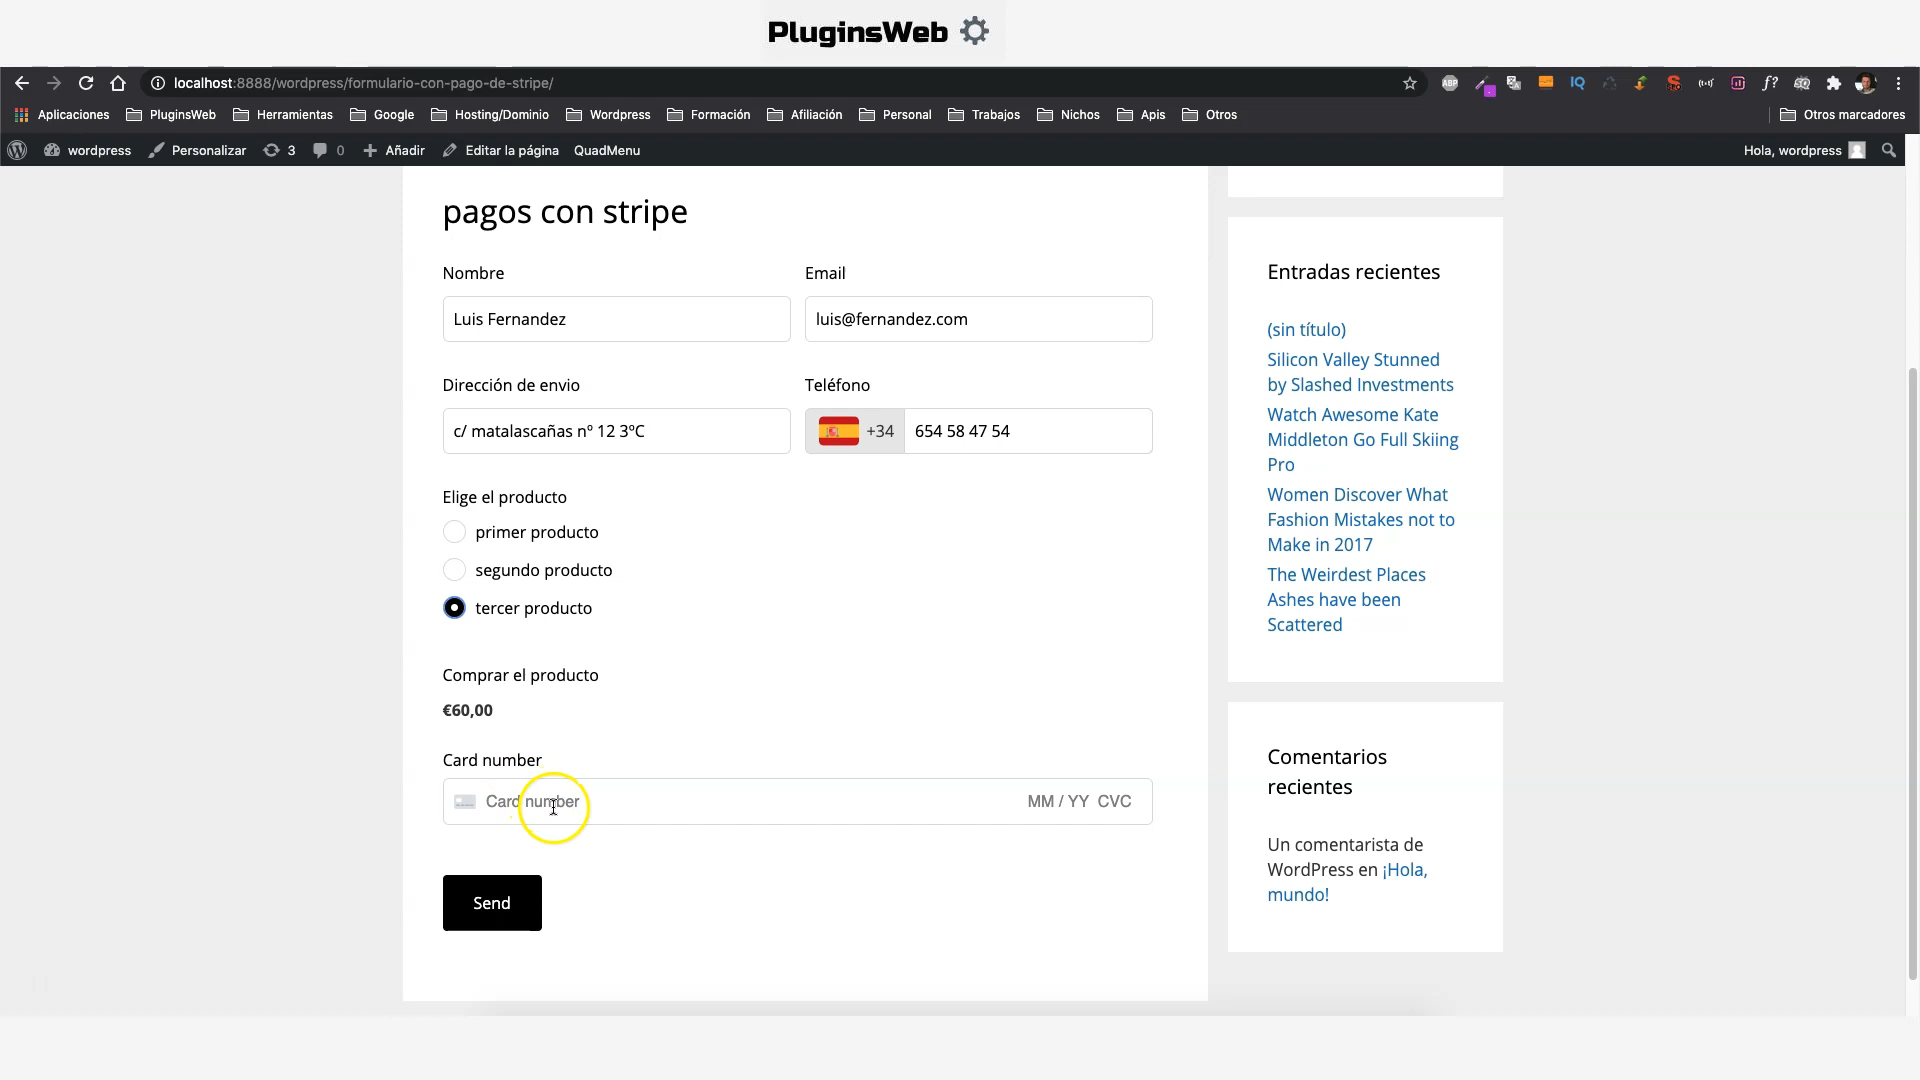 PluginsWeb
localhost:8888/wordpress/formulario-con-pago-de-stripe/
ABP
IQ
SEO
f?
Aplicaciones PluginsWeb Herramientas Google Hosting/Dominio Wordpress Formación Afiliación Personal Trabajos Nichos Apis Otros Otros marcadores
wordpress Personalizar 3 0 Añadir Editar la página QuadMenu Hola, wordpress
pagos con stripe
Nombre Email
Luis Fernandez luis@fernandez.com
Dirección de envio Teléfono
c/ matalascañas nº 12 3ºC +34 654 58 47 54
Elige el producto
primer producto
segundo producto
tercer producto
Comprar el producto
€60,00
Card number
Card number MM / YY CVC
Send
Entradas recientes
(sin título)
Silicon Valley Stunned
by Slashed Investments
Watch Awesome Kate
Middleton Go Full Skiing
Pro
Women Discover What
Fashion Mistakes not to
Make in 2017
The Weirdest Places
Ashes have been
Scattered
Comentarios
recientes
Un comentarista de
WordPress en ¡Hola,
mundo!